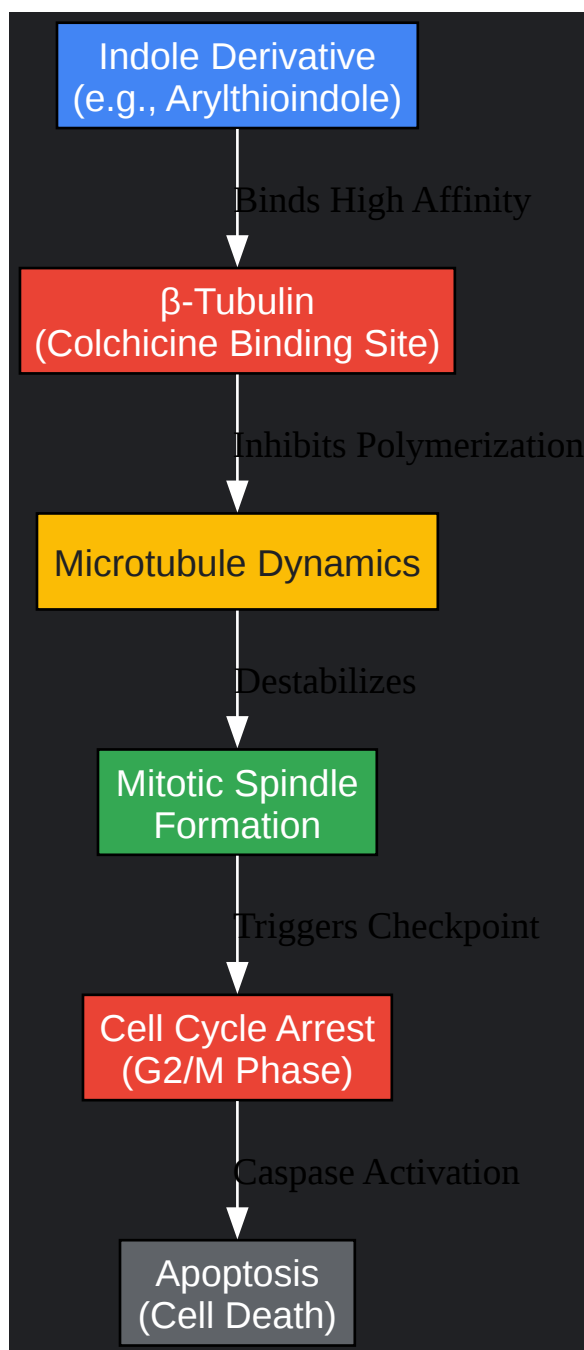 Indole Derivative
(e.g., Arylthioindole)
Binds High Affinity
β-Tubulin
(Colchicine Binding Site)
Inhibits Polymerization
Microtubule Dynamics
Destabilizes
Mitotic Spindle
Formation
Triggers Checkpoint
Cell Cycle Arrest
(G2/M Phase)
Caspase Activation
Apoptosis
(Cell Death)